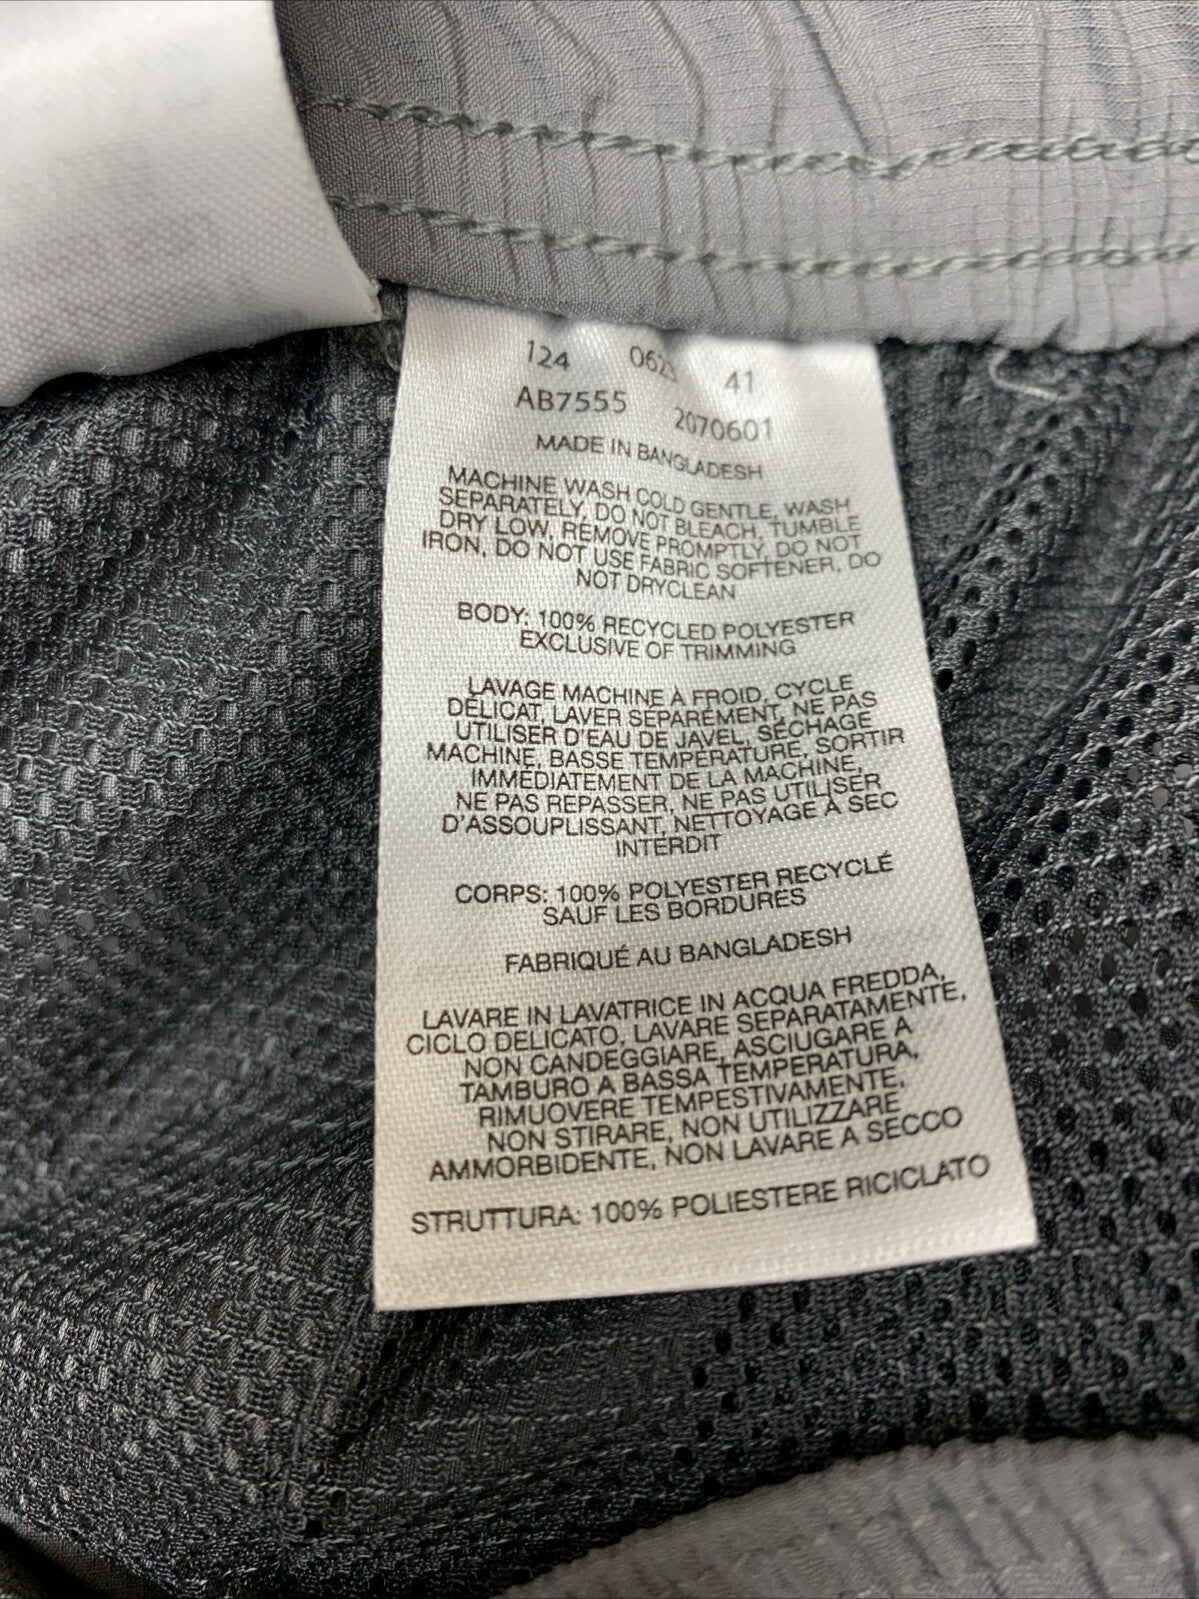 124 0623 41
AB7555 2070601
MADE IN BANGLADESH
MACHINE WASH COLD GENTLE, WASH
SEPARATELY, DO NOT BLEACH, TUMBLE
DRY LOW, REMOVE PROMPTLY, DO NOT
IRON, DO NOT USE FABRIC SOFTENER, DO
NOT DRYCLEAN
BODY: 100% RECYCLED POLYESTER
EXCLUSIVE OF TRIMMING
LAVAGE MACHINE À FROID, CYCLE
DÉLICAT, LAVER SÉPARÉMENT, NE PAS
UTILISER D'EAU DE JAVEL, SÉCHAGE
MACHINE, BASSE TEMPÉRATURE, SORTIR
IMMÉDIATEMENT DE LA MACHINE,
NE PAS REPASSER, NE PAS UTILISER
D'ASSOUPLISSANT, NETTOYAGE À SEC
INTERDIT
CORPS: 100% POLYESTER RECYCLÉ
SAUF LES BORDURES
FABRIQUÉ AU BANGLADESH
LAVARE IN LAVATRICE IN ACQUA FREDDA,
CICLO DELICATO, LAVARE SEPARATAMENTE,
NON CANDEGGIARE, ASCIUGARE A
TAMBURO A BASSA TEMPERATURA,
RIMUOVERE TEMPESTIVAMENTE,
NON STIRARE, NON UTILIZZARE
AMMORBIDENTE, NON LAVARE A SECCO
STRUTTURA: 100% POLIESTERE RICICLATO